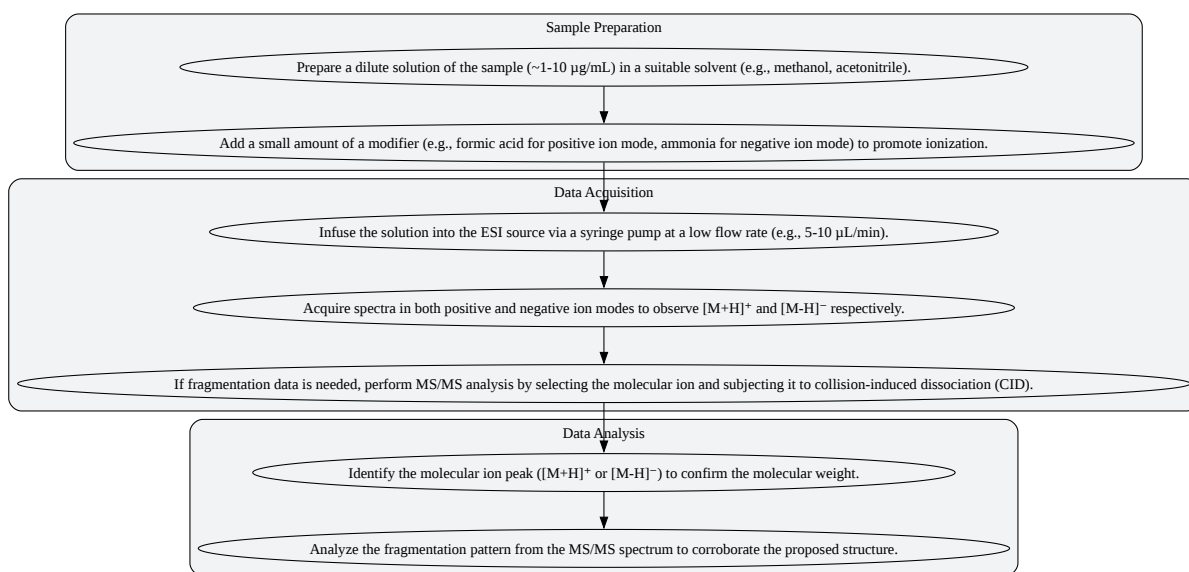 Sample Preparation
Prepare a dilute solution of the sample (~1-10 µg/mL) in a suitable solvent (e.g., methanol, acetonitrile).
Add a small amount of a modifier (e.g., formic acid for positive ion mode, ammonia for negative ion mode) to promote ionization.
Data Acquisition
Infuse the solution into the ESI source via a syringe pump at a low flow rate (e.g., 5-10 µL/min).
Acquire spectra in both positive and negative ion modes to observe [M+H]⁺ and [M-H]⁻ respectively.
If fragmentation data is needed, perform MS/MS analysis by selecting the molecular ion and subjecting it to collision-induced dissociation (CID).
Data Analysis
Identify the molecular ion peak ([M+H]⁺ or [M-H]⁻) to confirm the molecular weight.
Analyze the fragmentation pattern from the MS/MS spectrum to corroborate the proposed structure.